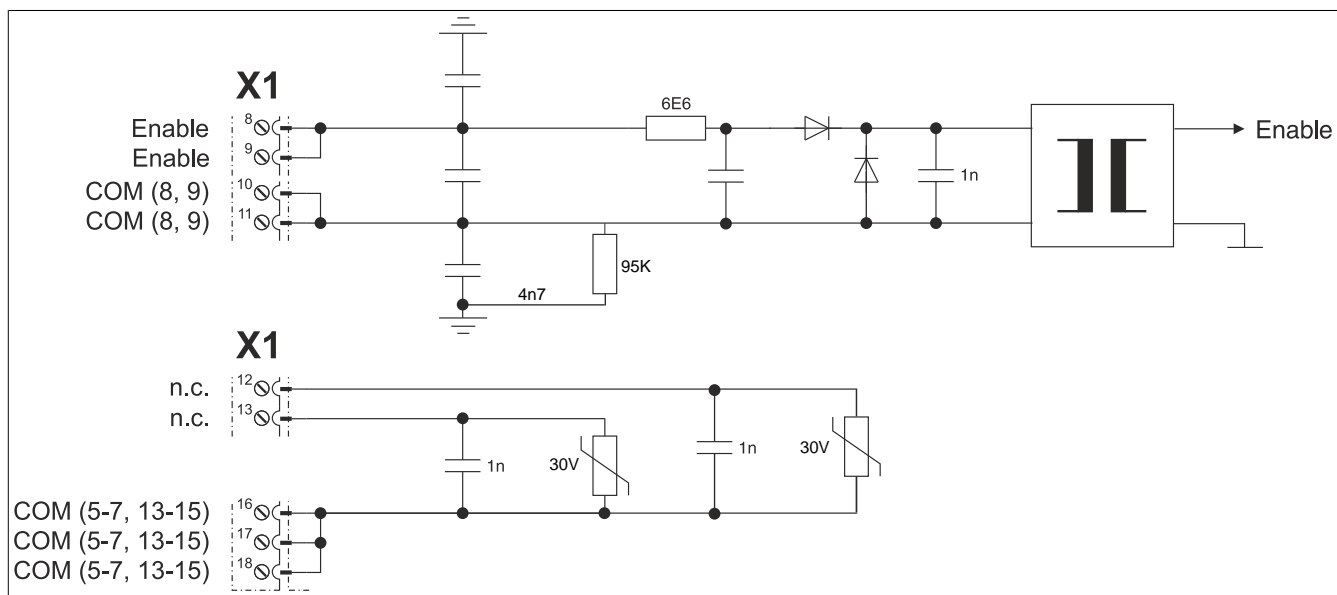 X1
8
6E6
Enable
Enable
9
Enable
COM (8, 9)
10
1n
COM (8, 9)
11
95K
4n7
X1
12
n.c.
13
n.c.
1n
30V
1n
30V
COM (5-7, 13-15)
16
COM (5-7, 13-15)
17
COM (5-7, 13-15)
18